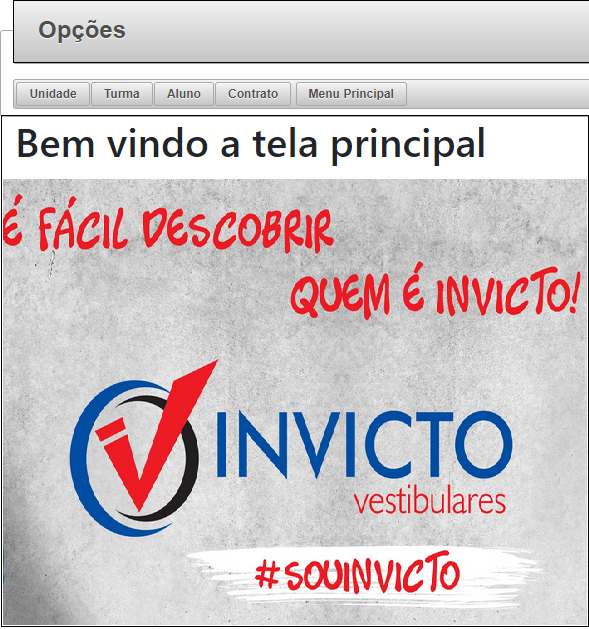 Opções
Unidade Turma Aluno Contrato Menu Principal
Bem vindo a tela principal
É FÁCIL DESCOBRIR
QUEM É INVICTO!
INVICTO
vestibulares
#SOUINVICTO